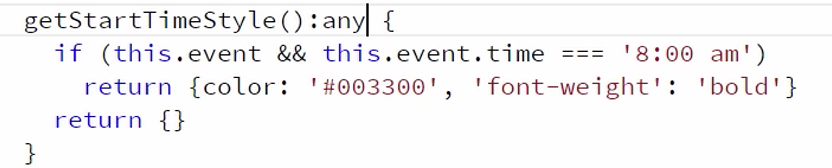 getStartTimeStyle():any {
  if (this.event && this.event.time === '8:00 am')
    return {color: '#003300', 'font-weight': 'bold'}
  return {}
}